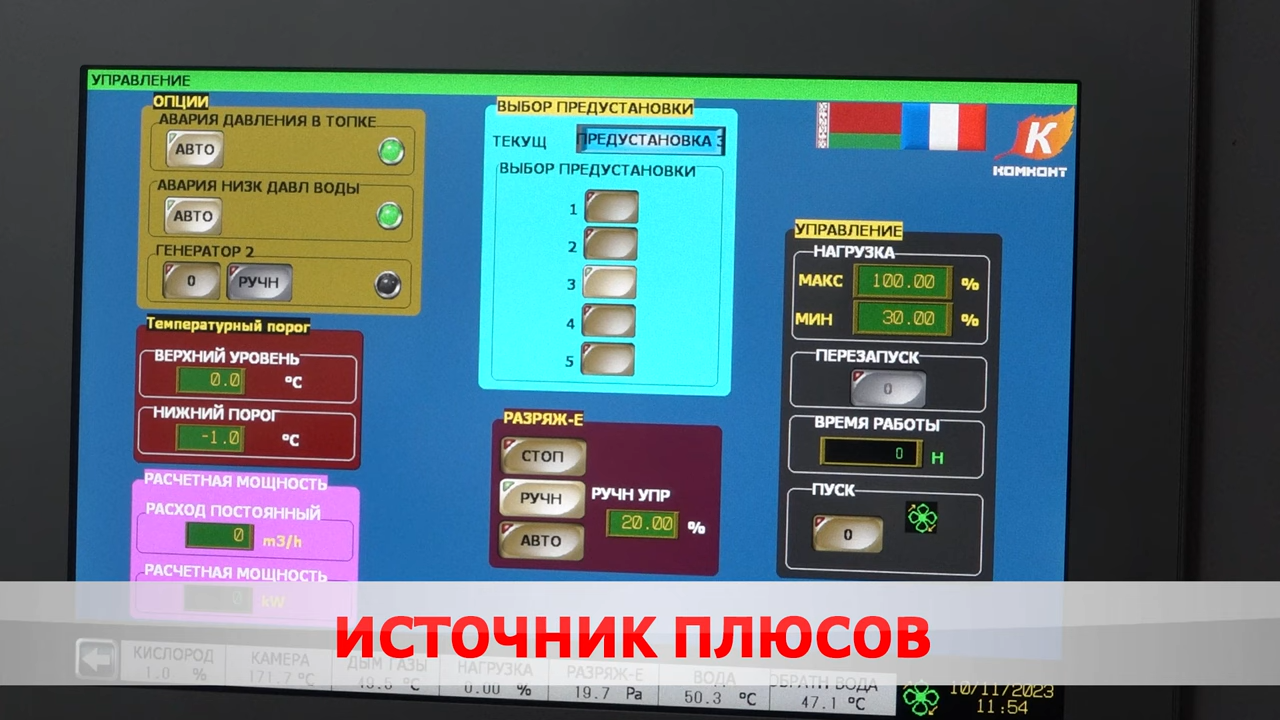 УПРАВЛЕНИЕ
ОПЦИИ
АВАРИЯ ДАВЛЕНИЯ В ТОПКЕ
АВТО
АВАРИЯ НИЗК ДАВЛ ВОДЫ
АВТО
ГЕНЕРАТОР 2
0 РУЧН
Температурный порог
ВЕРХНИЙ УРОВЕНЬ
0.0 °C
НИЖНИЙ ПОРОГ
-1.0 °C
РАСЧЕТНАЯ МОЩНОСТЬ
РАСХОД ПОСТОЯННЫЙ
0 m3/h
РАСЧЕТНАЯ МОЩНОСТЬ
0 kW
ВЫБОР ПРЕДУСТАНОВКИ
ТЕКУЩ ПРЕДУСТАНОВКА 3
ВЫБОР ПРЕДУСТАНОВКИ
1
2
3
4
5
РАЗРЯЖ-Е
СТОП
РУЧН
РУЧН УПР
20.00 %
АВТО
К
КОМКОНТ
УПРАВЛЕНИЕ
НАГРУЗКА
МАКС 100.00 %
МИН 30.00 %
ПЕРЕЗАПУСК
0
ВРЕМЯ РАБОТЫ
0 H
ПУСК
0
ИСТОЧНИК ПЛЮСОВ
КИСЛОРОД
1.0 %
КАМЕРА
171.7 °C
ДЫМ ГАЗЫ
49.5 °C
НАГРУЗКА
0.00 %
РАЗРЯЖ-Е
19.7 Pa
ВОДА
50.3 °C
ОБРАТН ВОДА
47.1 °C
10/11/2023
11:54